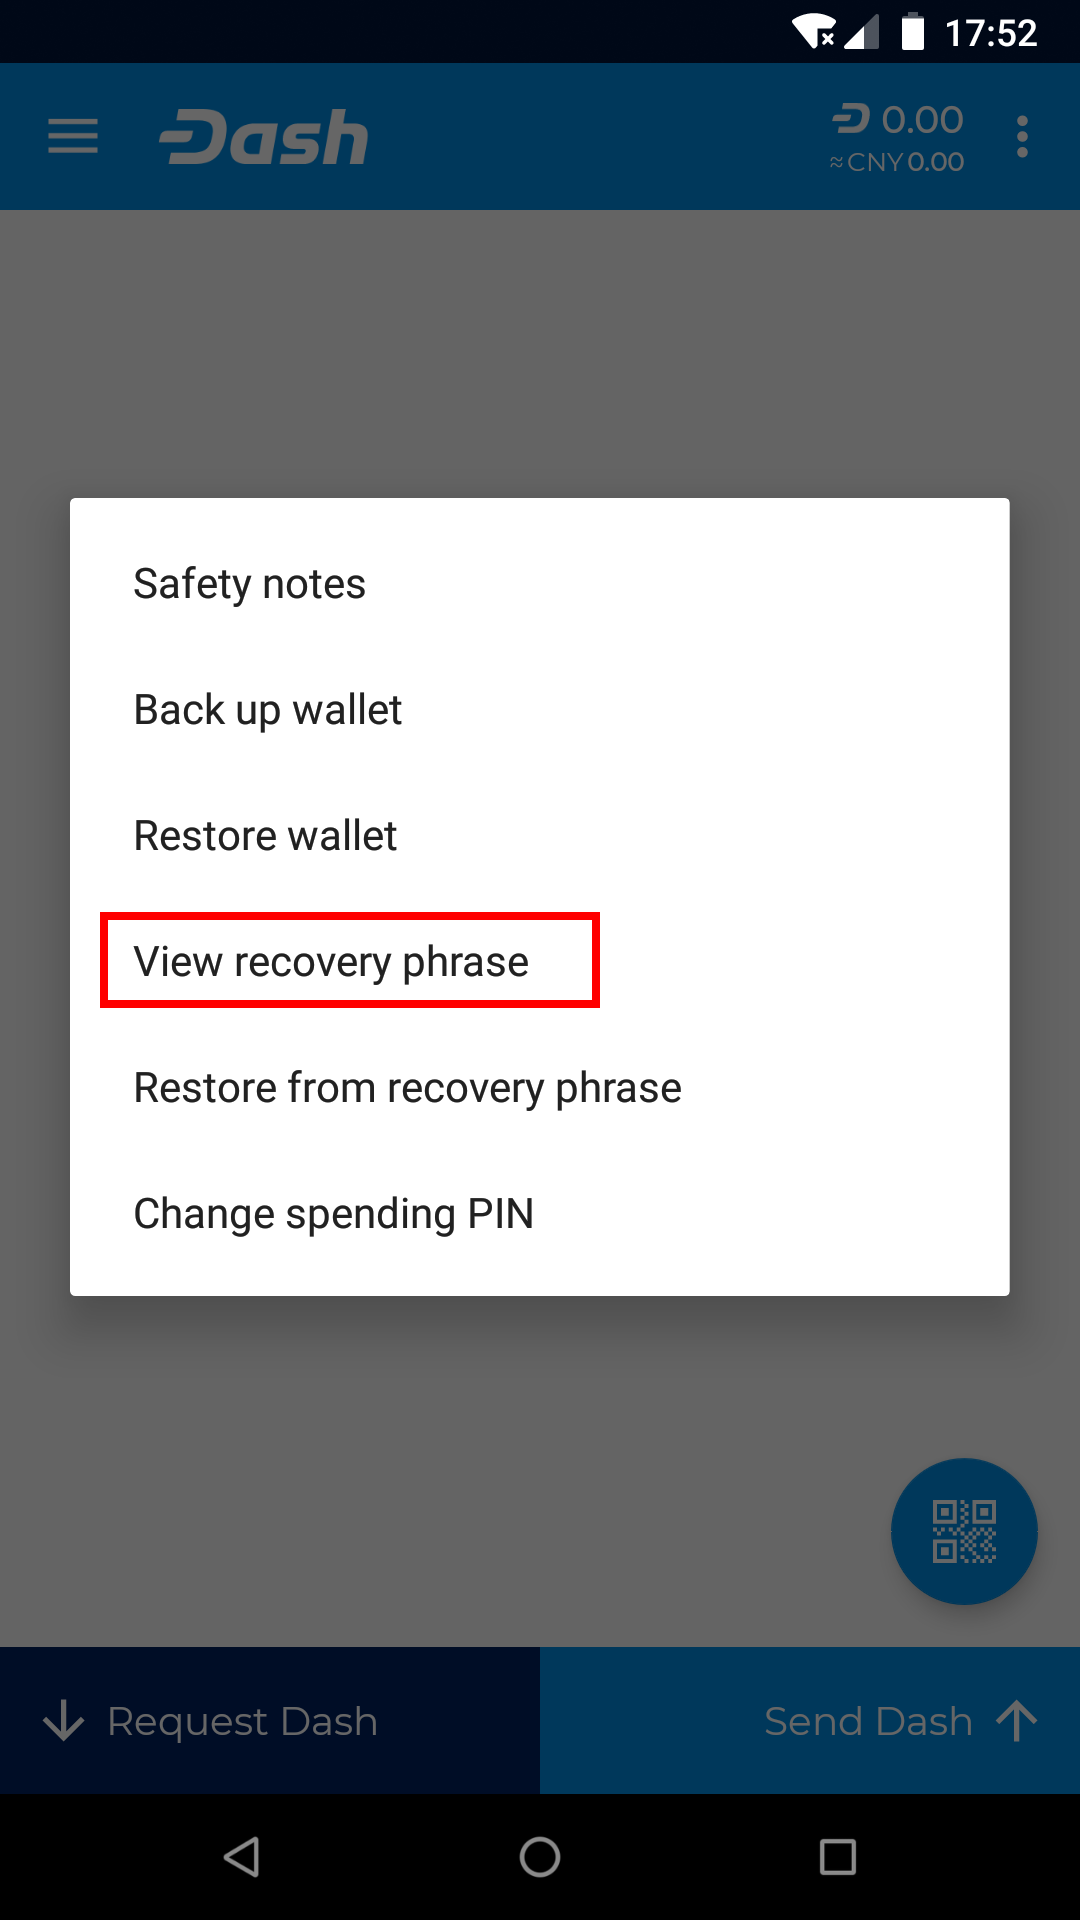 17:52
Dash
0.00
≈CNY 0.00
Safety notes
Back up wallet
Restore wallet
View recovery phrase
Restore from recovery phrase
Change spending PIN
Request Dash
Send Dash